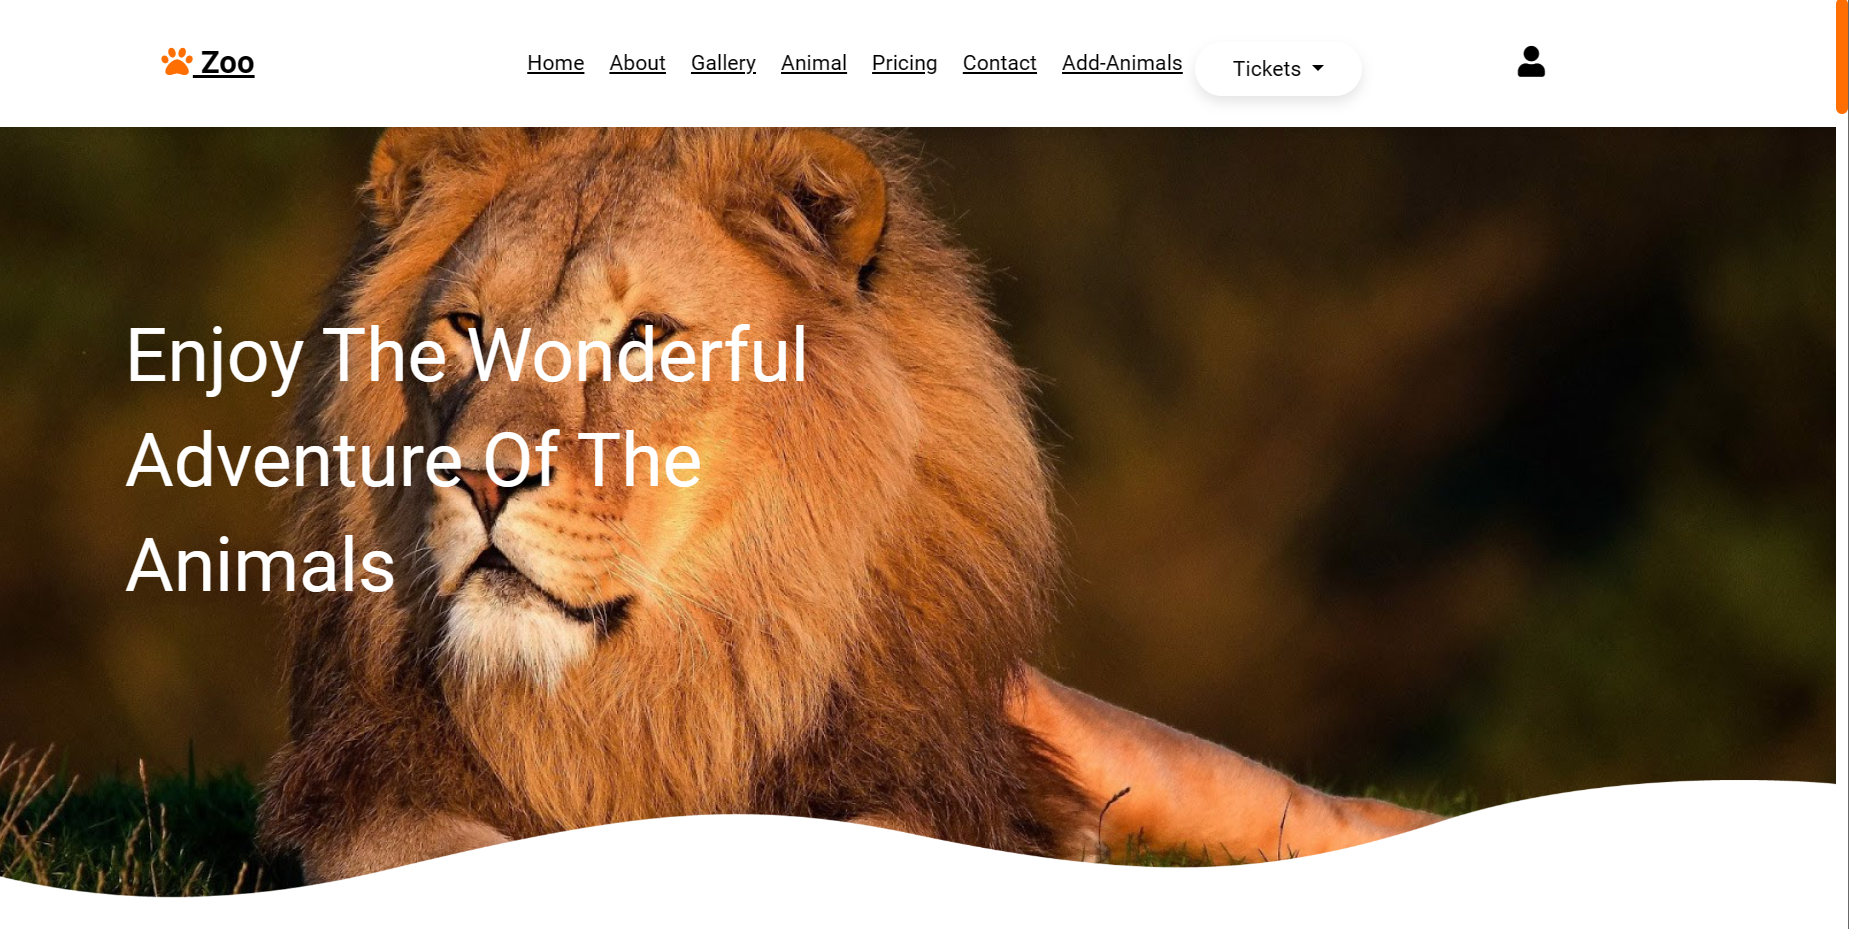 Zoo
Home About Gallery Animal Pricing Contact Add-Animals Tickets
Enjoy The Wonderful
Adventure Of The
Animals